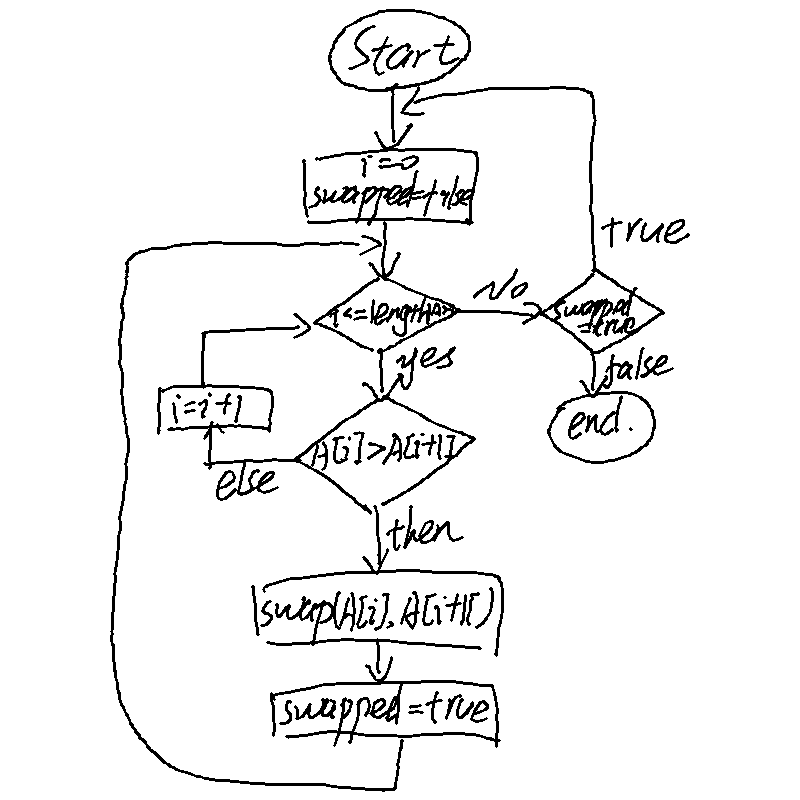 Start
i=0
swapped=false
i<=length(A)
No
swapped
=true
true
false
end.
yes
i=i+1
A[i]>A[i+1]
else
then
swap(A[i],A[i+1])
swapped=true